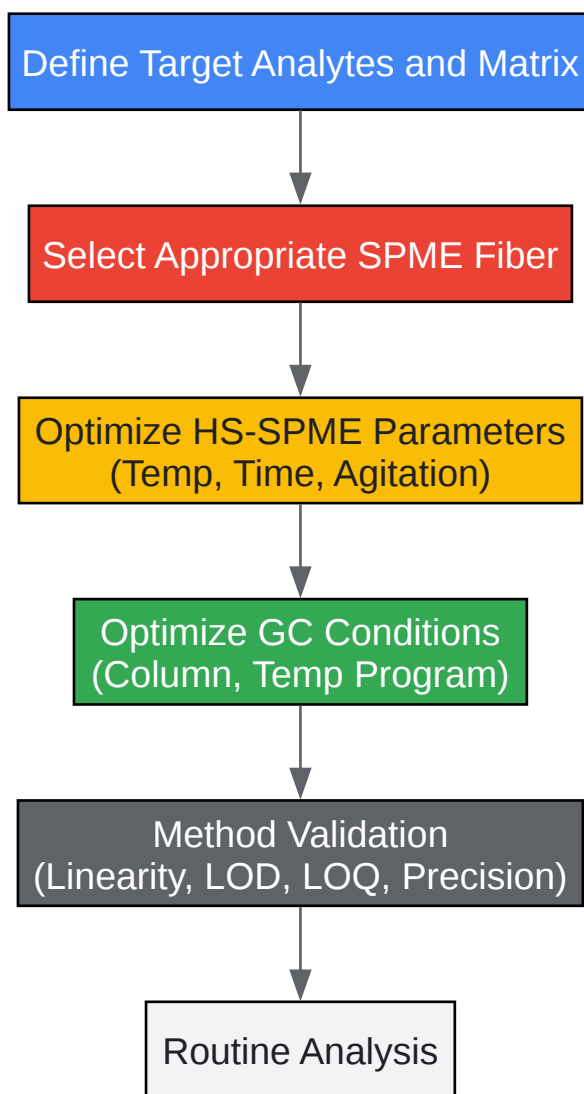 Define Target Analytes and Matrix
Select Appropriate SPME Fiber
Optimize HS-SPME Parameters
(Temp, Time, Agitation)
Optimize GC Conditions
(Column, Temp Program)
Method Validation
(Linearity, LOD, LOQ, Precision)
Routine Analysis